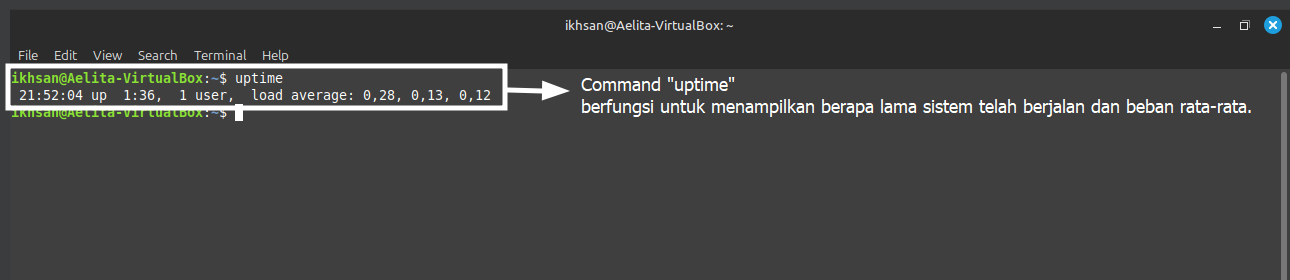 ikhsan@Aelita-VirtualBox: ~
File Edit View Search Terminal Help
ikhsan@Aelita-VirtualBox:~$ uptime
21:52:04 up  1:36,  1 user,  load average: 0,28, 0,13, 0,12
ikhsan@Aelita-VirtualBox:~$
Command "uptime"
berfungsi untuk menampilkan berapa lama sistem telah berjalan dan beban rata-rata.